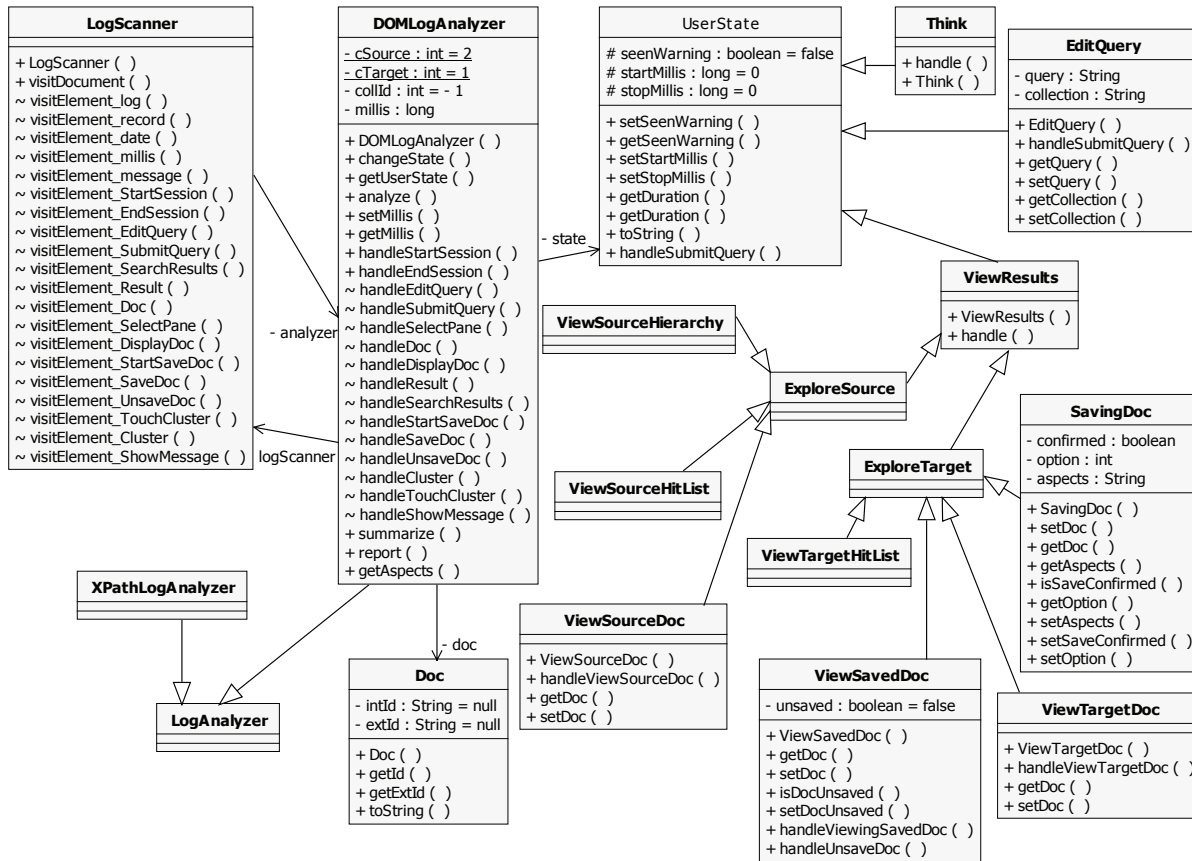 LogScanner
+ LogScanner ( )
+ visitDocument ( )
~ visitElement_log ( )
~ visitElement_record ( )
~ visitElement_date ( )
~ visitElement_millis ( )
~ visitElement_message ( )
~ visitElement_StartSession ( )
~ visitElement_EndSession ( )
~ visitElement_EditQuery ( )
~ visitElement_SubmitQuery ( )
~ visitElement_SearchResults ( )
~ visitElement_Result ( )
~ visitElement_Doc ( )
~ visitElement_SelectPane ( )
~ visitElement_DisplayDoc ( )
~ visitElement_StartSaveDoc ( )
~ visitElement_SaveDoc ( )
~ visitElement_UnsaveDoc ( )
~ visitElement_TouchCluster ( )
~ visitElement_Cluster ( )
~ visitElement_ShowMessage ( )
- analyzer
logScanner
DOMLogAnalyzer
- cSource : int = 2
- cTarget : int = 1
- collId : int = - 1
- millis : long
+ DOMLogAnalyzer ( )
+ changeState ( )
+ getUserState ( )
+ analyze ( )
+ setMillis ( )
+ getMillis ( )
+ handleStartSession ( )
+ handleEndSession ( )
~ handleEditQuery ( )
~ handleSubmitQuery ( )
~ handleSelectPane ( )
~ handleDoc ( )
~ handleDisplayDoc ( )
~ handleResult ( )
~ handleSearchResults ( )
~ handleStartSaveDoc ( )
~ handleSaveDoc ( )
~ handleUnsaveDoc ( )
~ handleCluster ( )
~ handleTouchCluster ( )
~ handleShowMessage ( )
+ summarize ( )
+ report ( )
+ getAspects ( )
- state
- doc
UserState
# seenWarning : boolean = false
# startMillis : long = 0
# stopMillis : long = 0
+ setSeenWarning ( )
+ getSeenWarning ( )
+ setStartMillis ( )
+ setStopMillis ( )
+ getDuration ( )
+ getDuration ( )
+ toString ( )
+ handleSubmitQuery ( )
Think
+ handle ( )
+ Think ( )
EditQuery
- query : String
- collection : String
+ EditQuery ( )
+ handleSubmitQuery ( )
+ getQuery ( )
+ setQuery ( )
+ getCollection ( )
+ setCollection ( )
ViewResults
+ ViewResults ( )
+ handle ( )
ViewSourceHierarchy
ExploreSource
ViewSourceHitList
ExploreTarget
ViewTargetHitList
SavingDoc
- confirmed : boolean
- option : int
- aspects : String
+ SavingDoc ( )
+ setDoc ( )
+ getDoc ( )
+ getAspects ( )
+ isSaveConfirmed ( )
+ getOption ( )
+ setAspects ( )
+ setSaveConfirmed ( )
+ setOption ( )
XPathLogAnalyzer
LogAnalyzer
Doc
- intId : String = null
- extId : String = null
+ Doc ( )
+ getId ( )
+ getExtId ( )
+ toString ( )
ViewSourceDoc
+ ViewSourceDoc ( )
+ handleViewSourceDoc ( )
+ getDoc ( )
+ setDoc ( )
ViewSavedDoc
- unsaved : boolean = false
+ ViewSavedDoc ( )
+ getDoc ( )
+ setDoc ( )
+ isDocUnsaved ( )
+ setDocUnsaved ( )
+ handleViewingSavedDoc ( )
+ handleUnsaveDoc ( )
ViewTargetDoc
+ ViewTargetDoc ( )
+ handleViewTargetDoc ( )
+ getDoc ( )
+ setDoc ( )